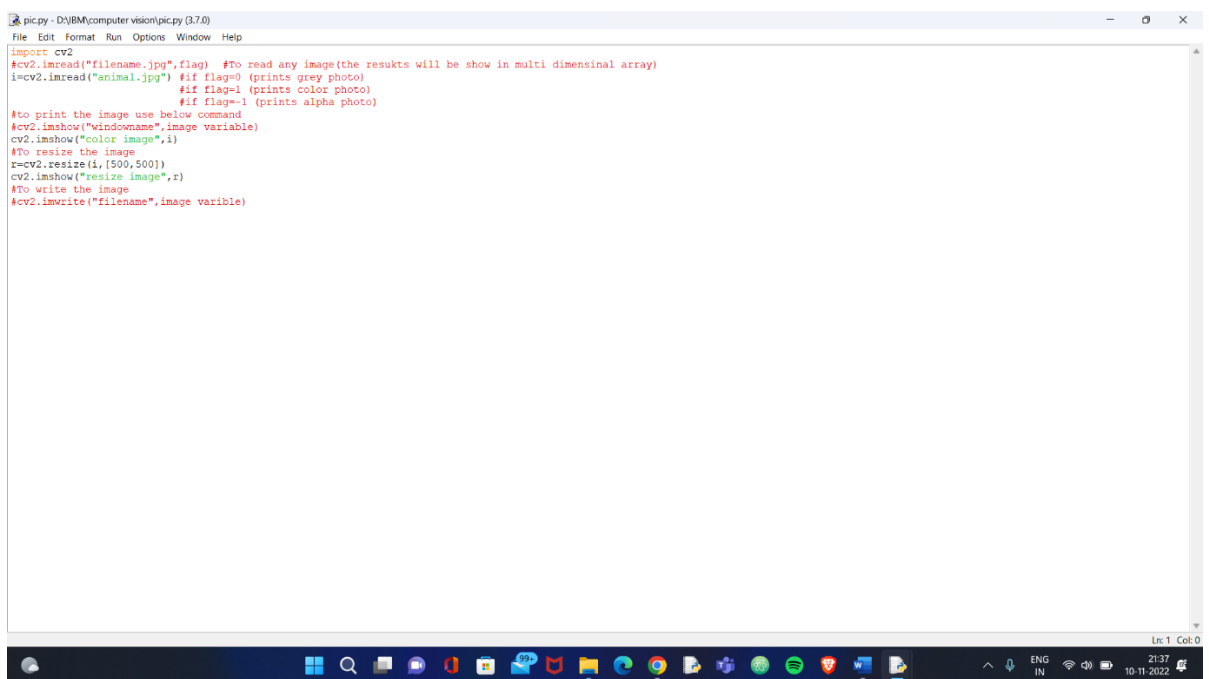 pic.py - D:\IBM\computer vision\pic.py (3.7.0)
File Edit Format Run Options Window Help
import cv2
#cv2.imread("filename.jpg",flag)  #To read any image(the resukts will be show in multi dimensinal array)
i=cv2.imread("animal.jpg") #if flag=0 (prints grey photo)
                           #if flag=1 (prints color photo)
                           #if flag=-1 (prints alpha photo)
#to print the image use below command
#cv2.imshow("windowname",image variable)
cv2.imshow("color image",i)
#To resize the image
r=cv2.resize(i,[500,500])
cv2.imshow("resize image",r)
#To write the image
#cv2.imwrite("filename",image varible)
Ln: 1 Col: 0
99+
ENG
IN
21:37
10-11-2022